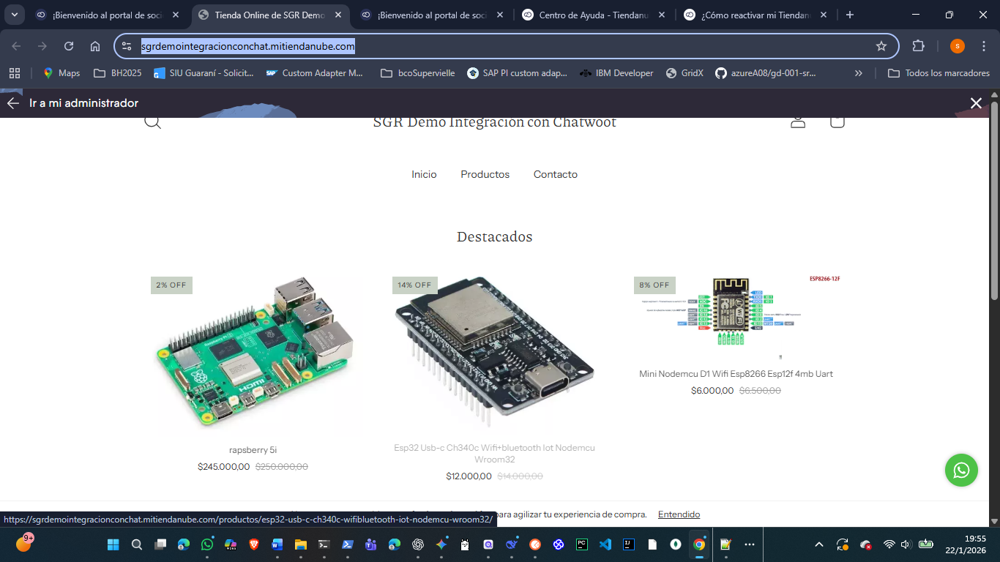 ¡Bienvenido al portal de soci
Tienda Online de SGR Demo
¡Bienvenido al portal de soci
Centro de Ayuda - Tiendanu
¿Cómo reactivar mi Tiendan
sgrdemointegracionconchat.mitiendanube.com
S
Maps
BH2025
SIU Guaraní - Solicit...
Custom Adapter M...
bcoSupervielle
SAP PI custom adap...
IBM Developer
GridX
azureA08/gd-001-sr...
Todos los marcadores
Ir a mi administrador
SGR Demo Integración con Chatwoot
Inicio
Productos
Contacto
Destacados
2% OFF
14% OFF
8% OFF
ESP8266-12F
WiFi
HDMI
rapsberry 5i
$245.000,00 $250.000,00
Esp32 Usb-c Ch340c Wifi+bluetooth Iot Nodemcu
Wroom32
$12.000,00 $14.000,00
Mini Nodemcu D1 Wifi Esp8266 Esp12f 4mb Uart
$6.000,00 $6.500,00
para agilizar tu experiencia de compra.
Entendido
https://sgrdemointegracionconchat.mitiendanube.com/productos/esp32-usb-c-ch340c-wifibluetooth-iot-nodemcu-wroom32/
9+
19:55
22/1/2026